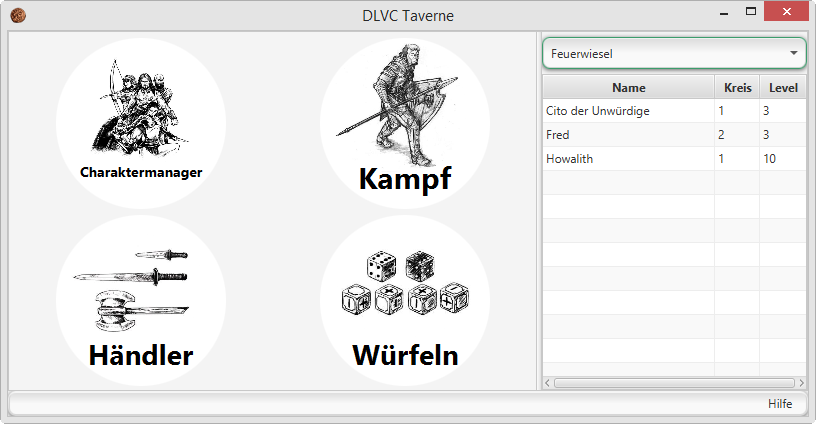 DLVC Taverne
Charaktermanager
Kampf
Händler
Würfeln
Feuerwiesel
Name Kreis Level
Cito der Unwürdige 1 3
Fred 2 3
Howalith 1 10
Hilfe